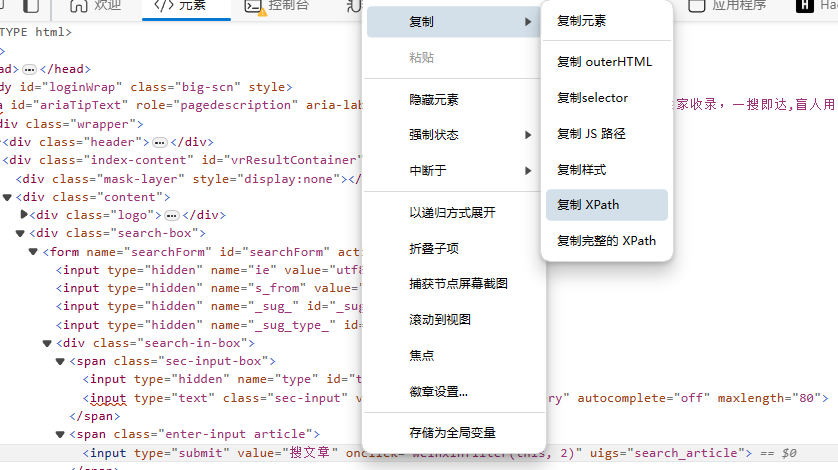 欢迎
</> 元素
控制台
应用程序
TYPE html>
>
ad> ⋯ </head>
dy id="loginWrap" class="big-scn" style>
a id="ariaTipText" role="pagedescription" aria-lab
家收录，一搜即达,盲人用
div class="wrapper">
<div class="header"> ⋯ </div>
<div class="index-content" id="vrResultContainer"
<div class="mask-layer" style="display:none"></
<div class="content">
<div class="logo"> ⋯ </div>
<div class="search-box">
<form name="searchForm" id="searchForm" acti
<input type="hidden" name="ie" value="utf8
<input type="hidden" name="s_from" value="
<input type="hidden" name="_sug_" id="_sug
<input type="hidden" name="_sug_type_" id=
<div class="search-in-box">
<span class="sec-input-box">
<input type="hidden" name="type" id="t
<input type="text" class="sec-input" v
ry" autocomplete="off" maxlength="80">
</span>
<span class="enter-input article">
<input type="submit" value="搜文章" onclick="weixinfilter(this, 2)" uigs="search_article"> == $0
复制
粘贴
隐藏元素
强制状态
中断于
以递归方式展开
折叠子项
捕获节点屏幕截图
滚动到视图
焦点
徽章设置...
存储为全局变量
复制元素
复制 outerHTML
复制selector
复制 JS 路径
复制样式
复制 XPath
复制完整的 XPath